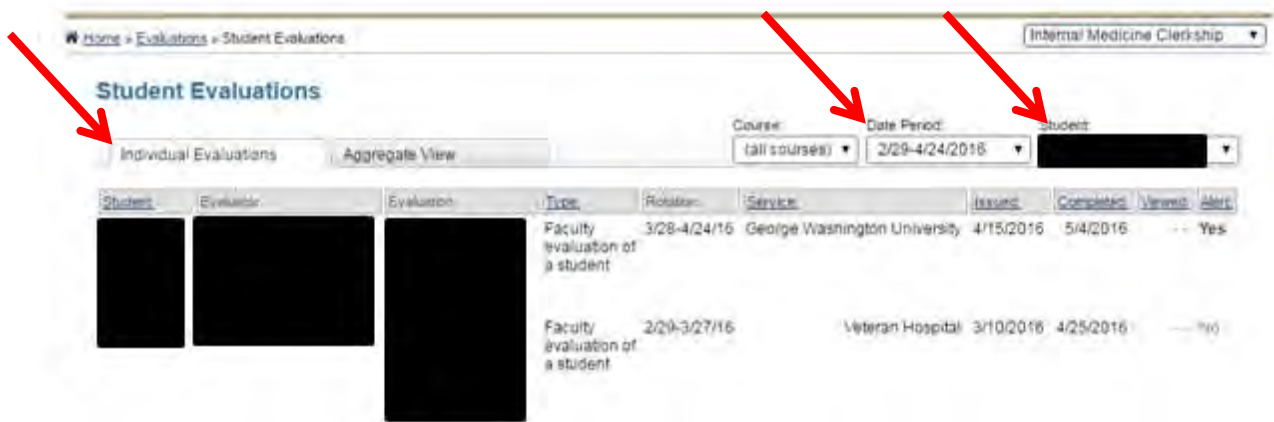 Home » Evaluations » Student Evaluations
Internal Medicine Clerkship
Student Evaluations
Course: Date Period: Student:
Individual Evaluations Aggregate View (all courses) 2/29-4/24/2016
Student Evaluator Evaluation Type Rotation Service Issued Completed Viewed Alert
Faculty 3/28-4/24/16 George Washington University 4/15/2016 5/4/2016 -- Yes
evaluation of
a student
Faculty 2/29-3/27/16 Veteran Hospital 3/10/2016 4/25/2016 -- No
evaluation of
a student